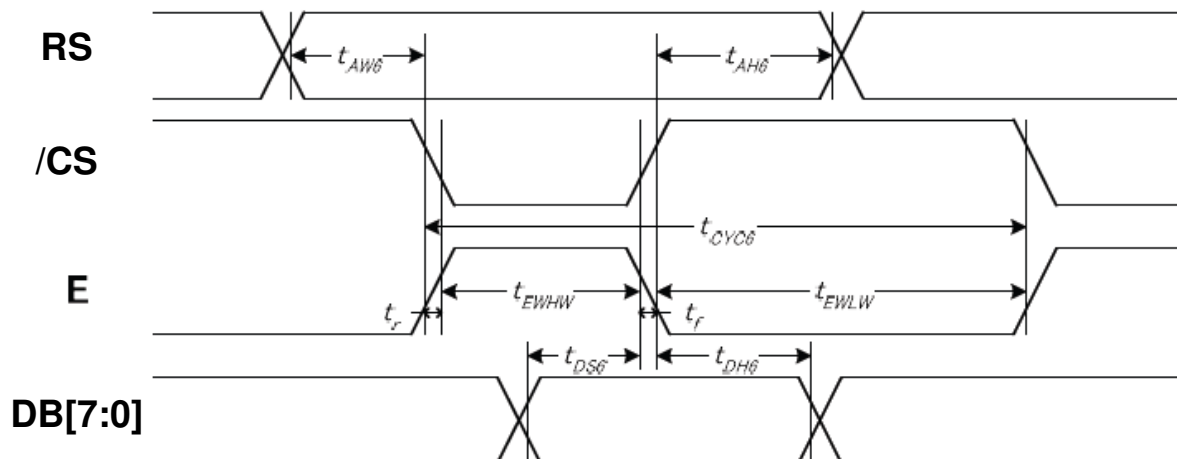 RS
t_AW6
t_AH6
/CS
t_CYC6
E
t_EWHW
t_EWLW
t_r
t_f
t_DS6
t_DH6
DB[7:0]